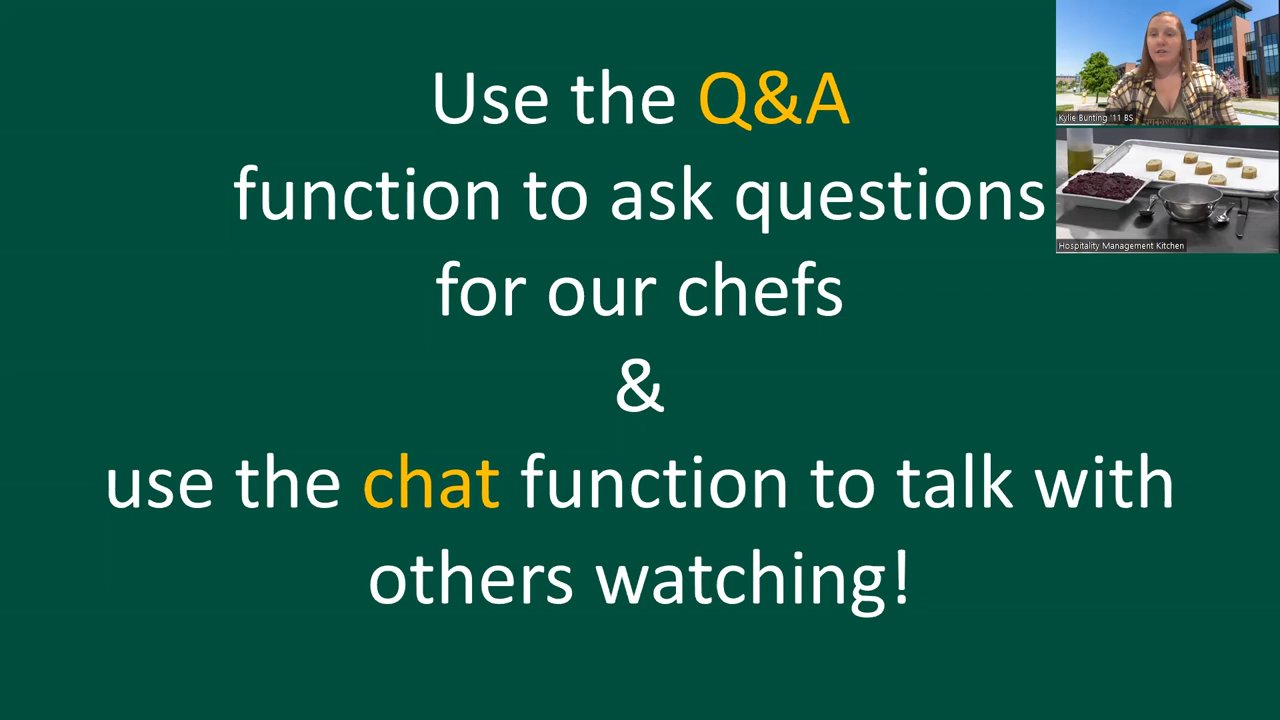 Use the Q&A
function to ask questions
for our chefs
&
use the chat function to talk with
others watching!
Kylie Bunting '11 BS
Hospitality Management Kitchen